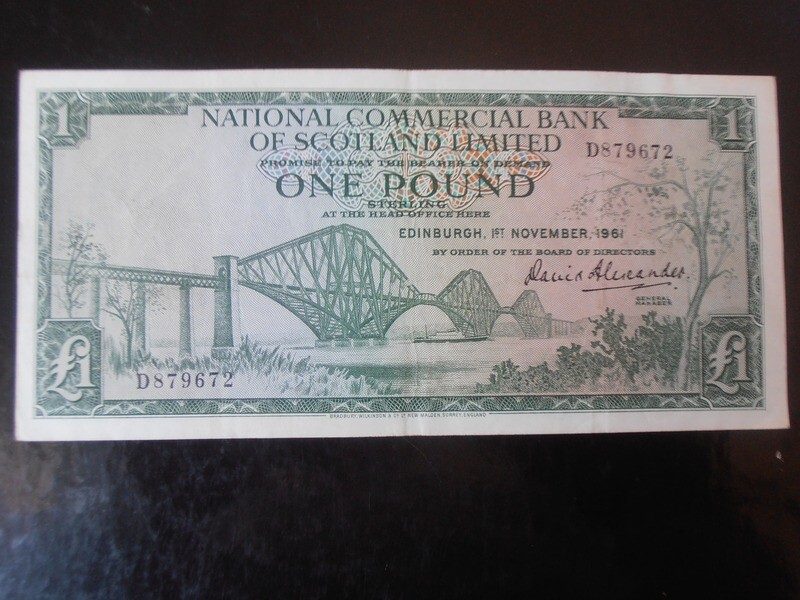 1
1
NATIONAL COMMERCIAL BANK
OF SCOTLAND LIMITED
D879672
PROMISE TO PAY THE BEARER ON DEMAND
ONE POUND
STERLING
AT THE HEAD OFFICE HERE
EDINBURGH, 1ST NOVEMBER, 1961
BY ORDER OF THE BOARD OF DIRECTORS
David Alexander.
GENERAL
MANAGER
£1
D879672
£1
BRADBURY, WILKINSON & CO LD NEW MALDEN, SURREY, ENGLAND